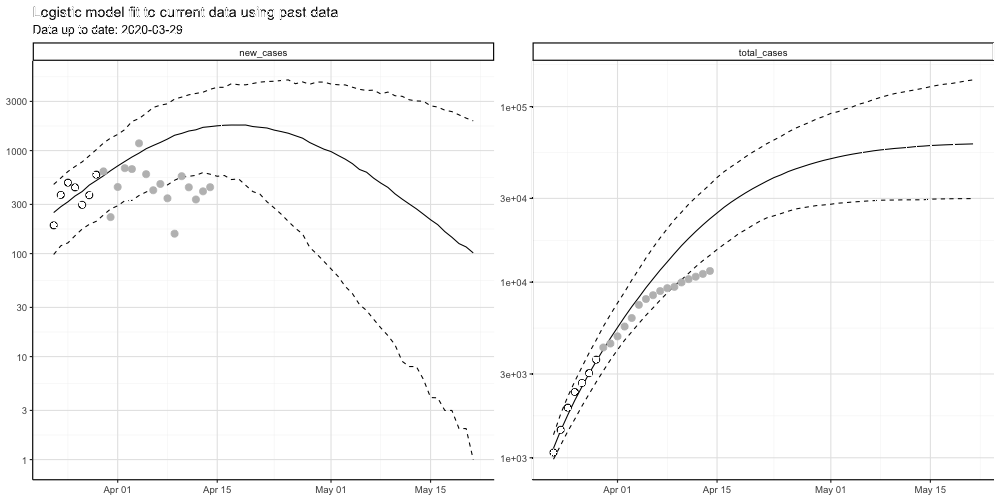 Logistic model fit to current data using past data
Data up to date: 2020-03-29
new_cases
total_cases
3000
1000
300
100
30
10
3
1
1e+05
3e+04
1e+04
3e+03
1e+03
Apr 01
Apr 15
May 01
May 15
Apr 01
Apr 15
May 01
May 15